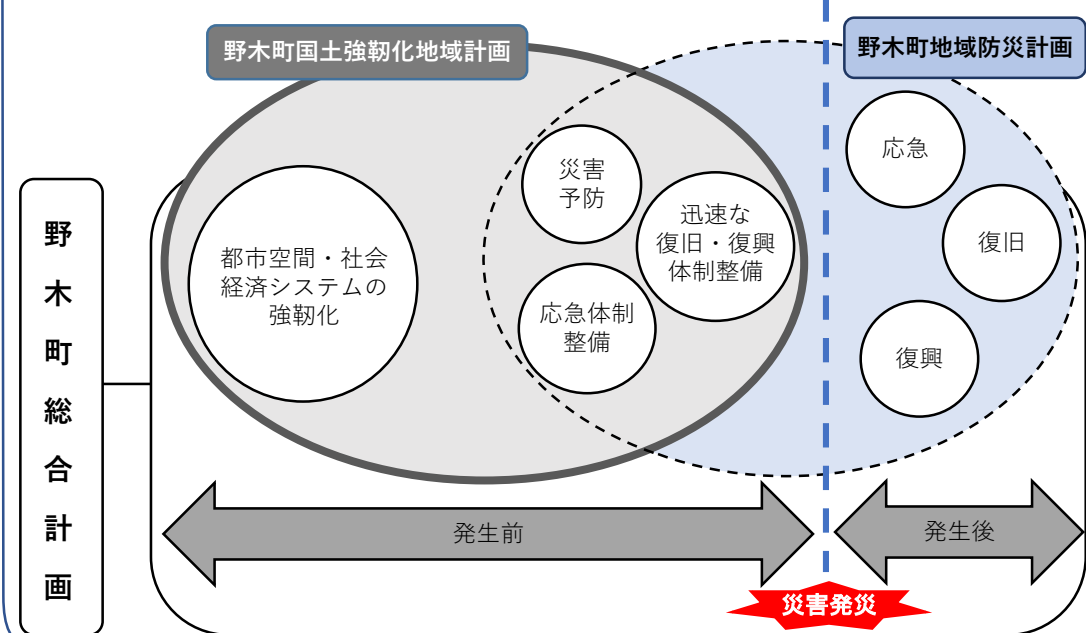 野木町国土強靭化地域計画
野木町地域防災計画
野木町総合計画
都市空間・社会
経済システムの
強靭化
災害
予防
応急体制
整備
迅速な
復旧・復興
体制整備
応急
復旧
復興
発生前
発生後
災害発災